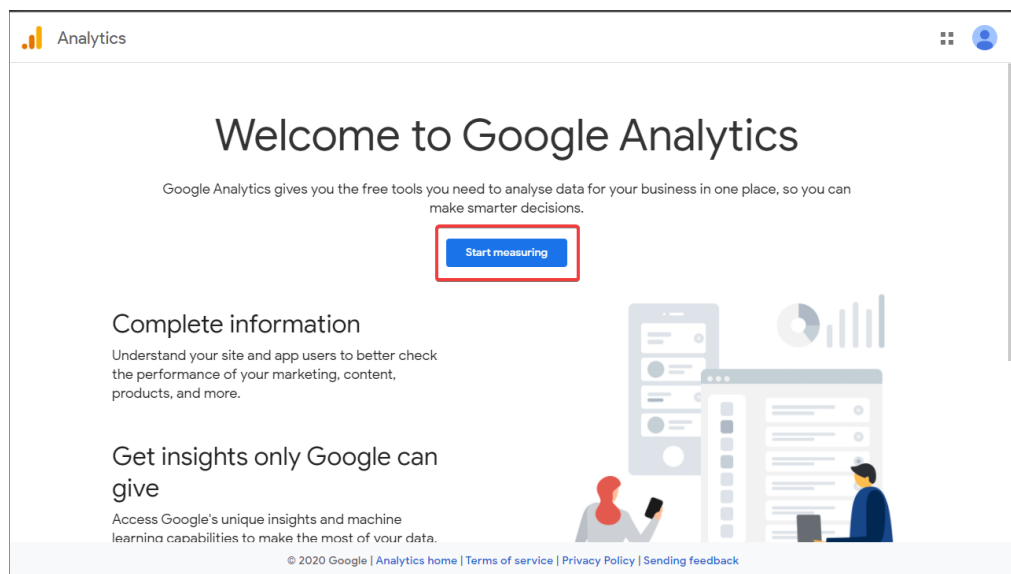 Analytics
Welcome to Google Analytics
Google Analytics gives you the free tools you need to analyse data for your business in one place, so you can
make smarter decisions.
Start measuring
Complete information
Understand your site and app users to better check
the performance of your marketing, content,
products, and more.
Get insights only Google can
give
Access Google's unique insights and machine
learning capabilities to make the most of your data.
© 2020 Google | Analytics home | Terms of service | Privacy Policy | Sending feedback